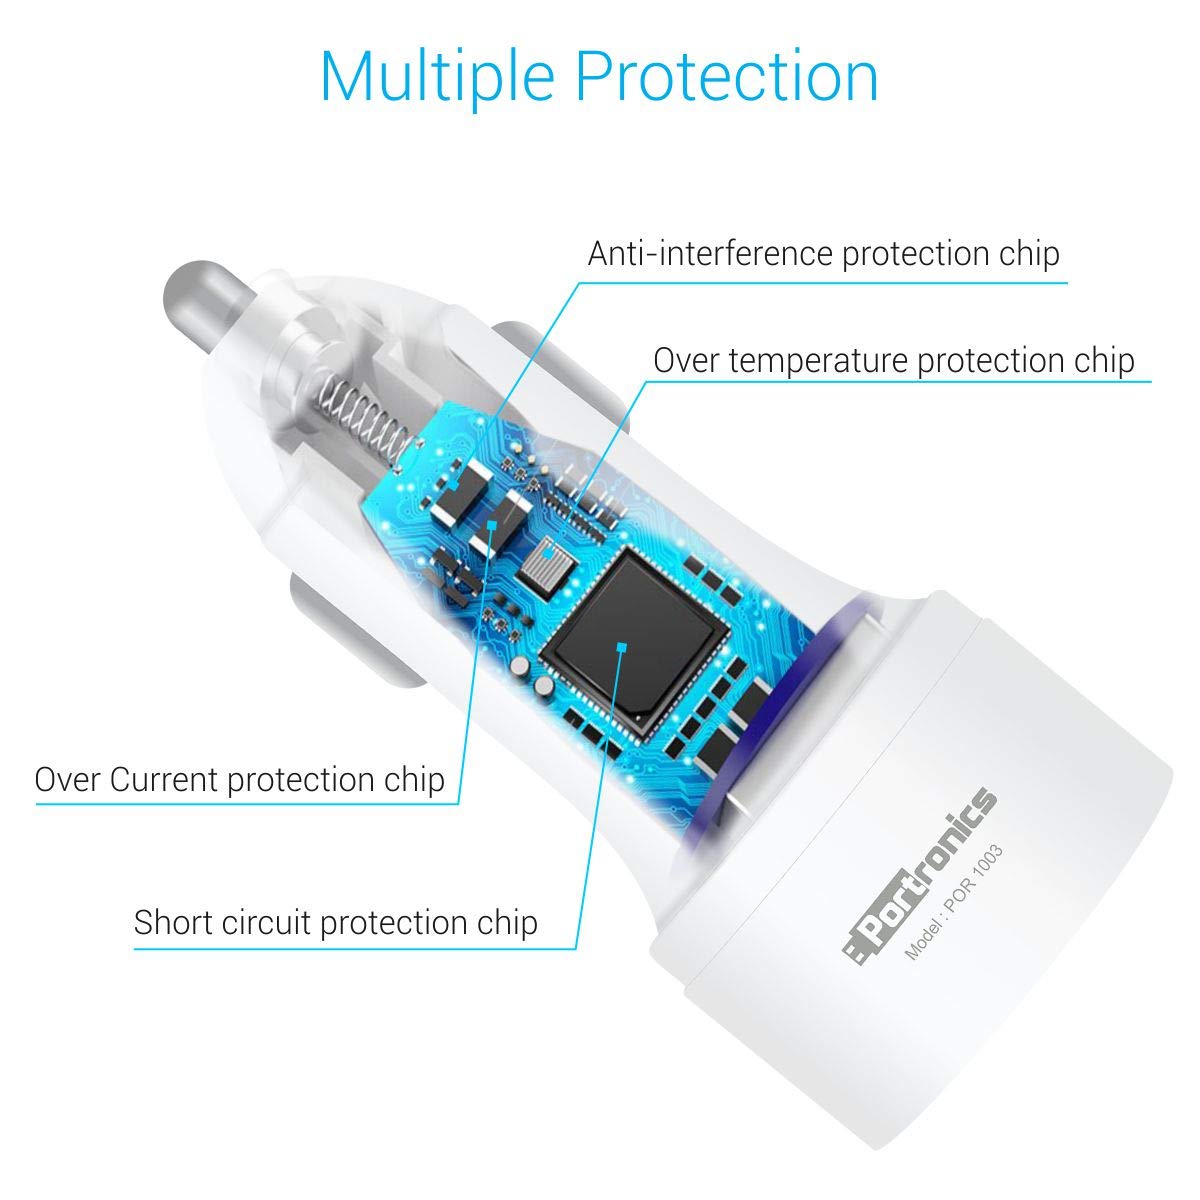 Multiple Protection
Anti-interference protection chip
Over temperature protection chip
Over Current protection chip
Short circuit protection chip
Portronics
Model : POR 1003